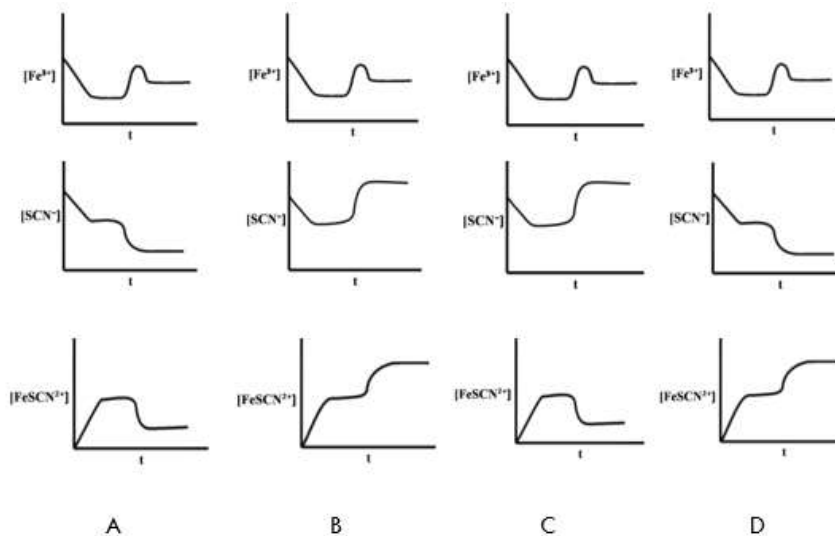 [Fe³⁺] [Fe³⁺] [Fe³⁺] [Fe³⁺]
t t t t
[SCN⁻] [SCN⁻] [SCN⁻] [SCN⁻]
t t t t
[FeSCN²⁺] [FeSCN²⁺] [FeSCN²⁺] [FeSCN²⁺]
t t t t
A B C D